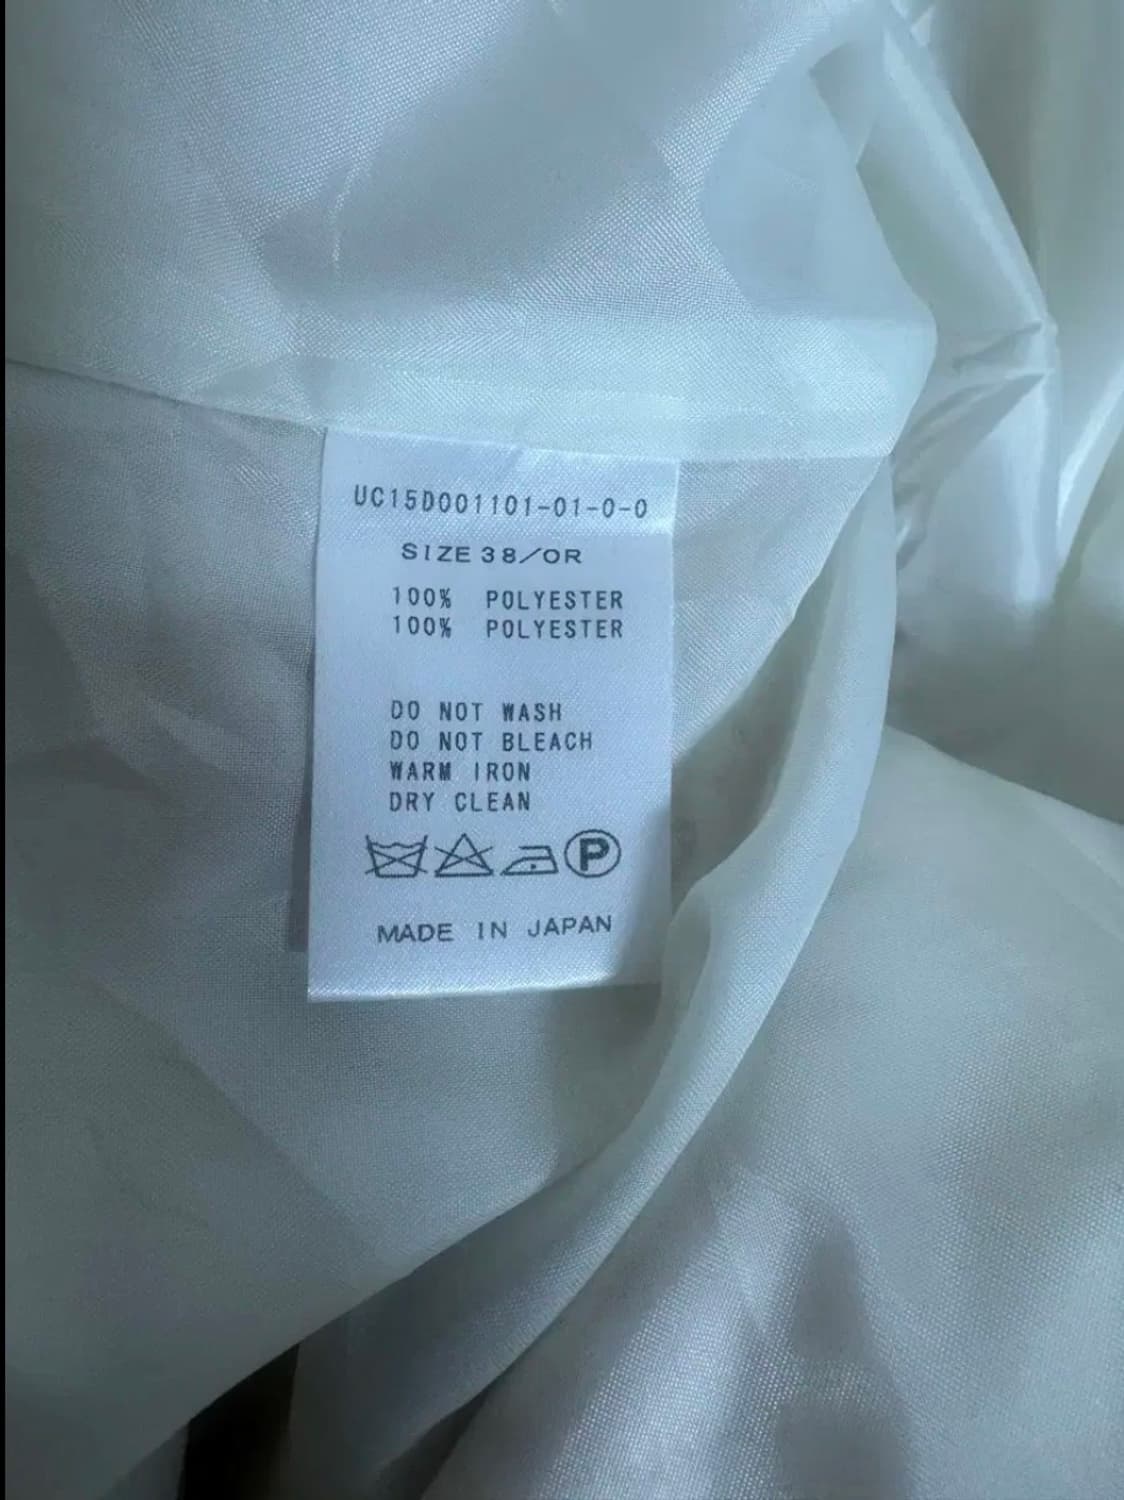 UC15D001101-01-0-0
SIZE 38/OR
100% POLYESTER
100% POLYESTER
DO NOT WASH
DO NOT BLEACH
WARM IRON
DRY CLEAN
P
MADE IN JAPAN